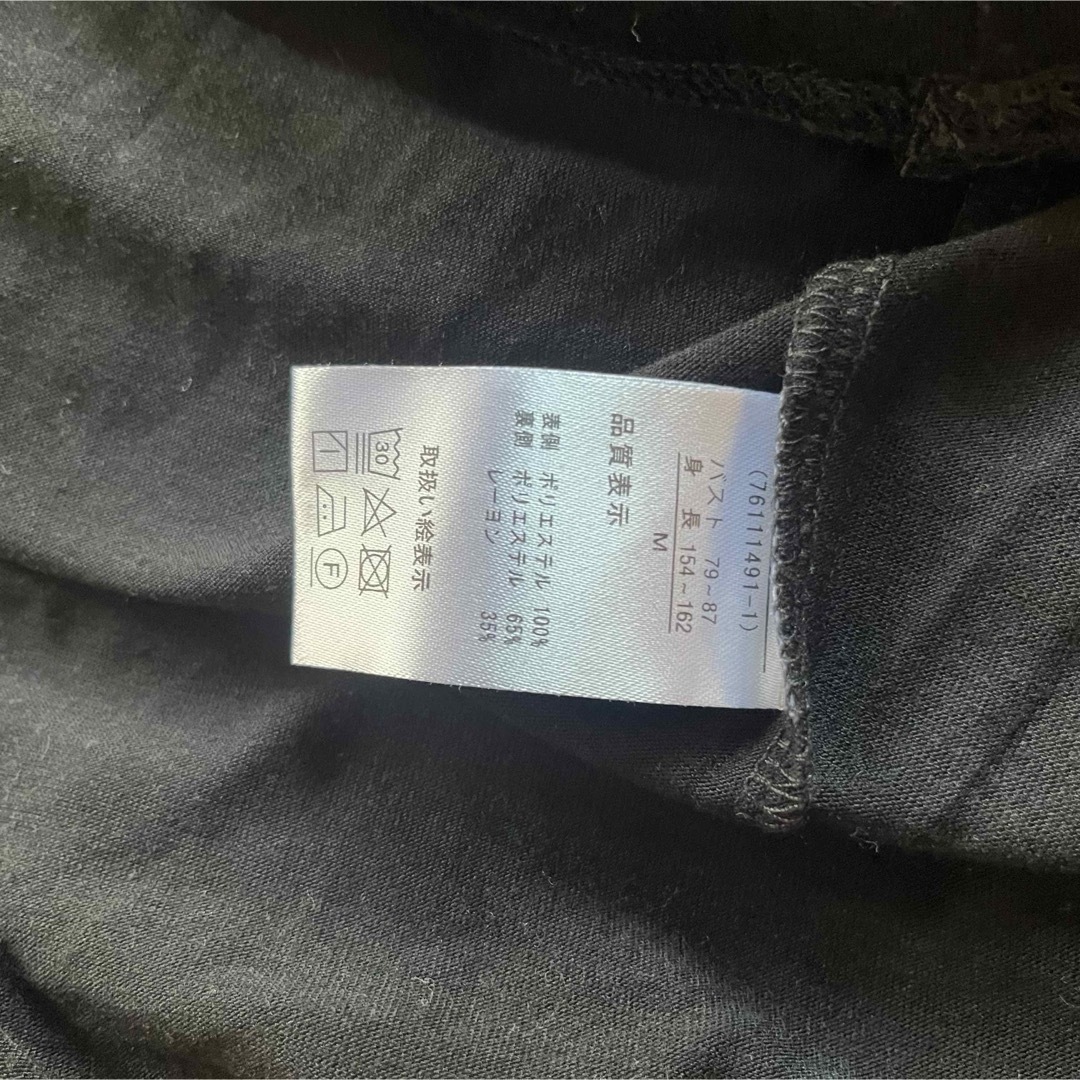 (76111491-1)
バスト 79~87
身 長 154~162
M
品質表示
表側 ポリエステル 100%
裏側 ポリエステル 65%
レーヨン 35%
取扱い絵表示
30
F